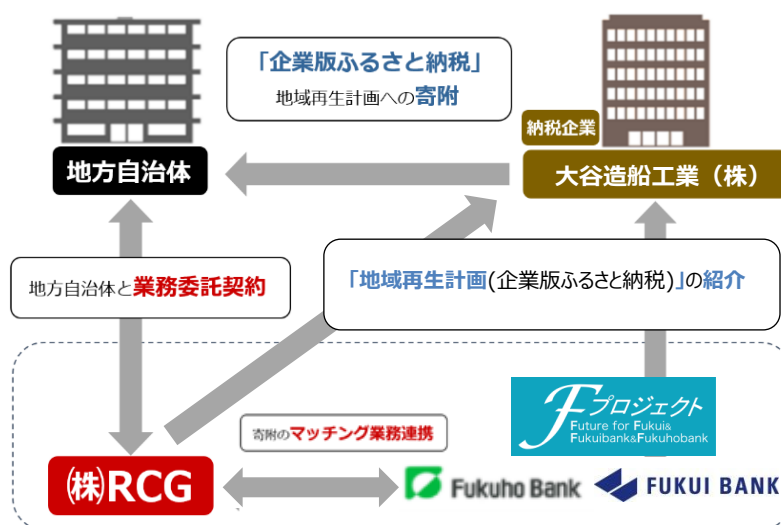 「企業版ふるさと納税」
地域再生計画への寄附
納税企業
地方自治体
大谷造船工業（株）
地方自治体と業務委託契約
「地域再生計画(企業版ふるさと納税)」の紹介
Fプロジェクト
Future for Fukui&
Fukuibank&Fukuhobank
寄附のマッチング業務連携
㈱RCG
Fukuho Bank
FUKUI BANK